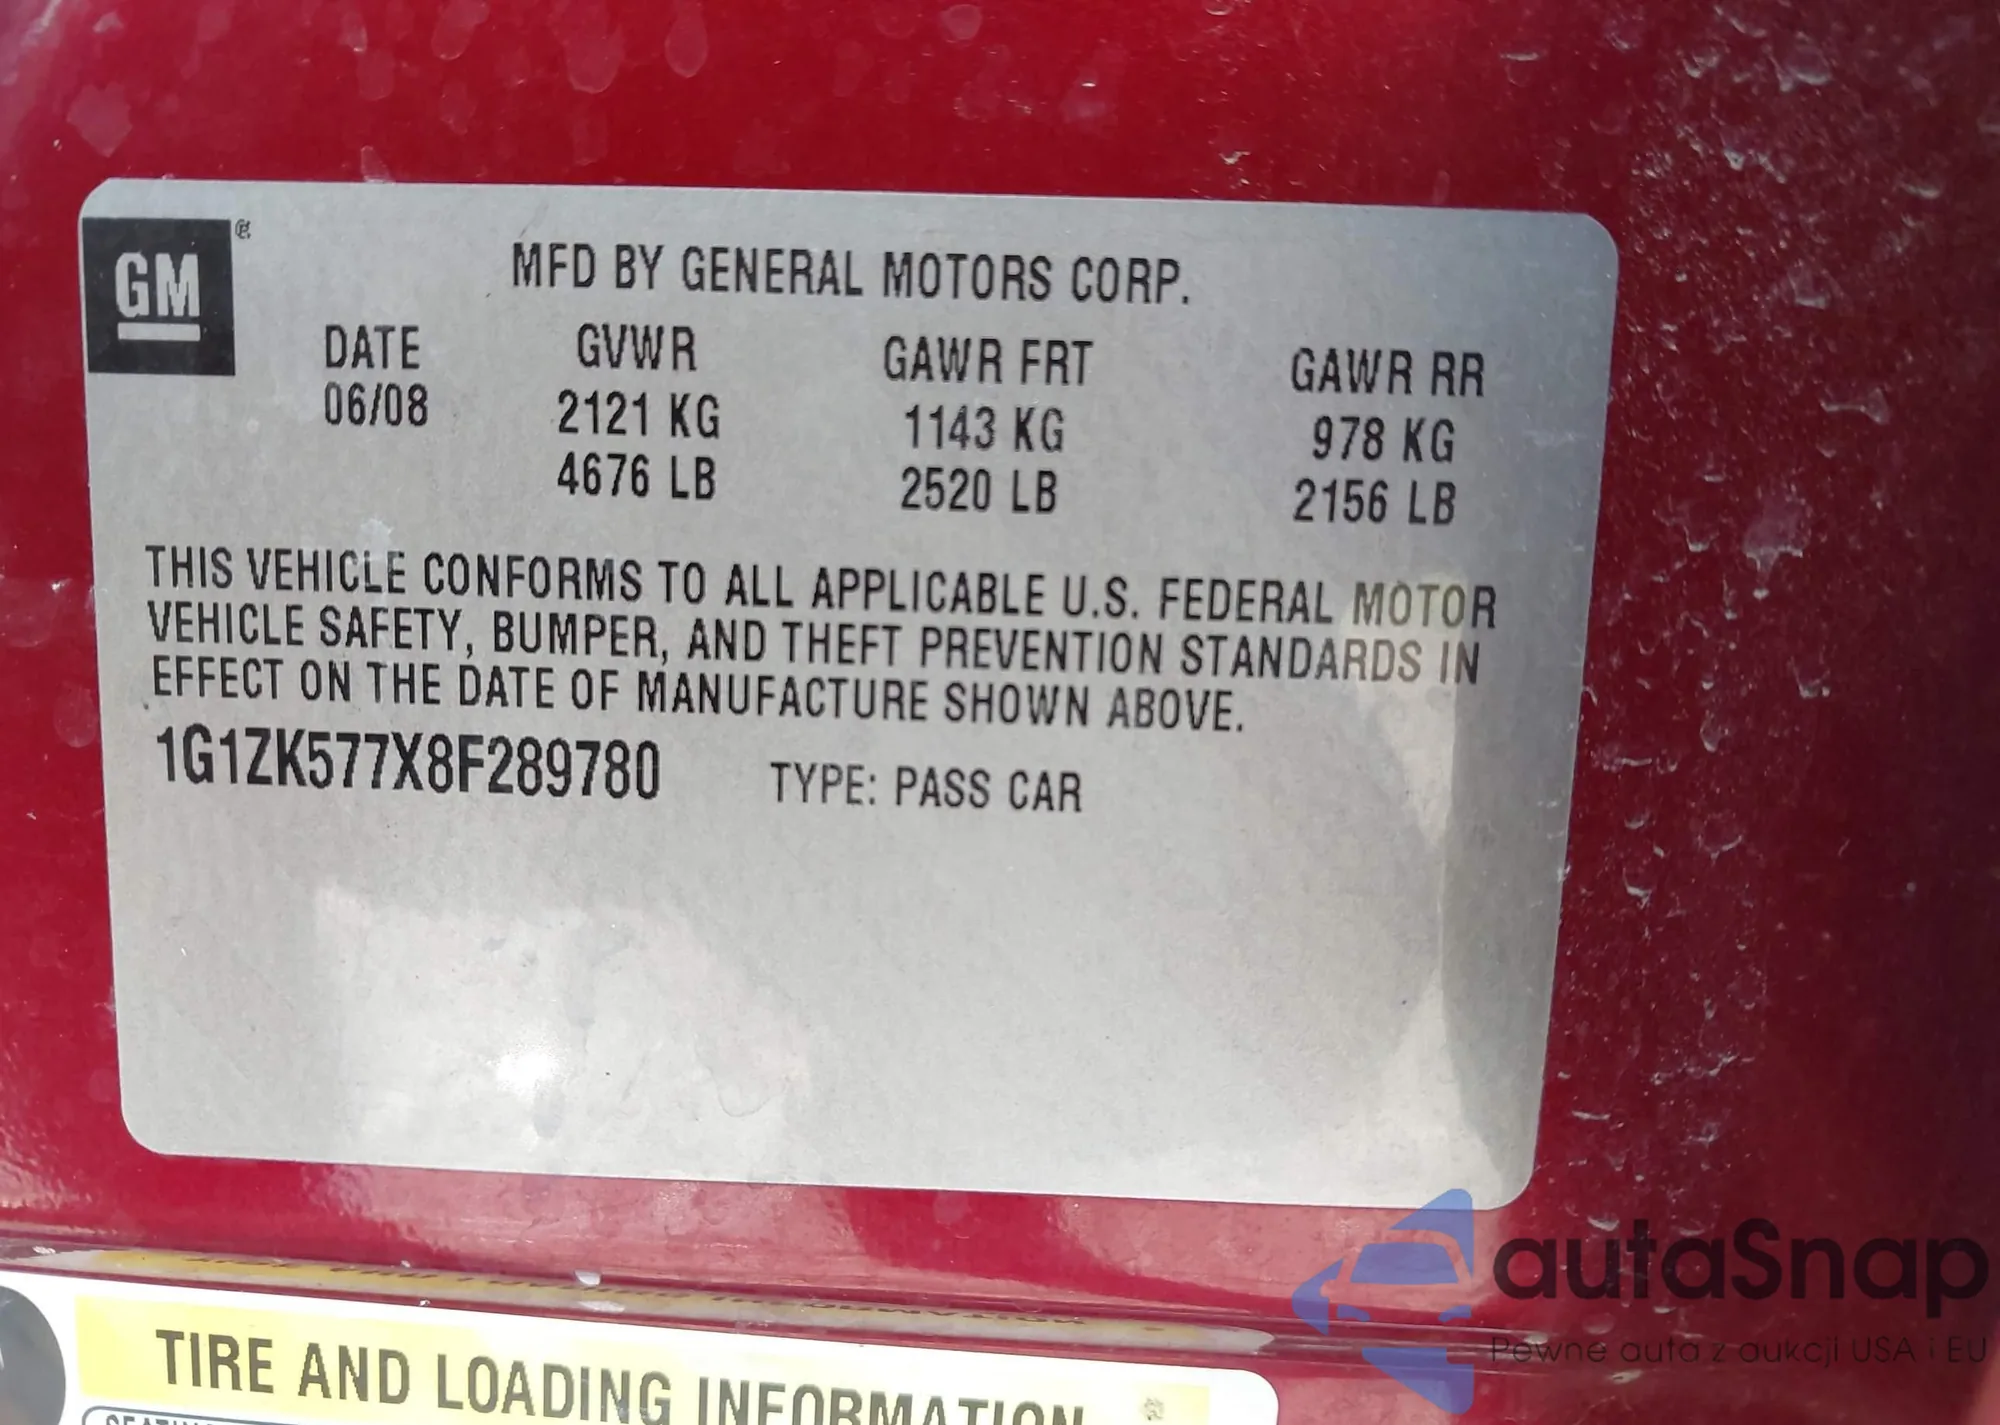 GM ®
MFD BY GENERAL MOTORS CORP.
DATE GVWR GAWR FRT GAWR RR
06/08 2121 KG 1143 KG 978 KG
4676 LB 2520 LB 2156 LB
THIS VEHICLE CONFORMS TO ALL APPLICABLE U.S. FEDERAL MOTOR
VEHICLE SAFETY, BUMPER, AND THEFT PREVENTION STANDARDS IN
EFFECT ON THE DATE OF MANUFACTURE SHOWN ABOVE.
1G1ZK577X8F289780 TYPE: PASS CAR
TIRE AND LOADING INFORMATION
autaSnap
Pewne auta z aukcji USA i EU